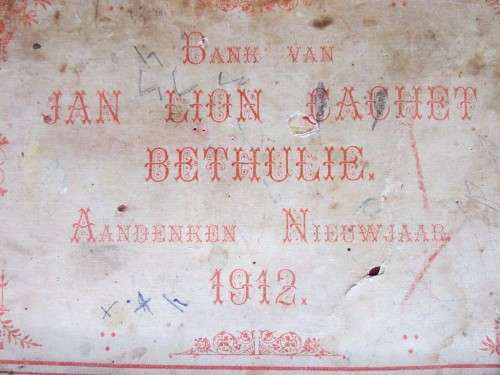 BANK VAN
JAN LION CACHET
BETHULIE.
AANDENKEN NIEUWJAAR
1912.